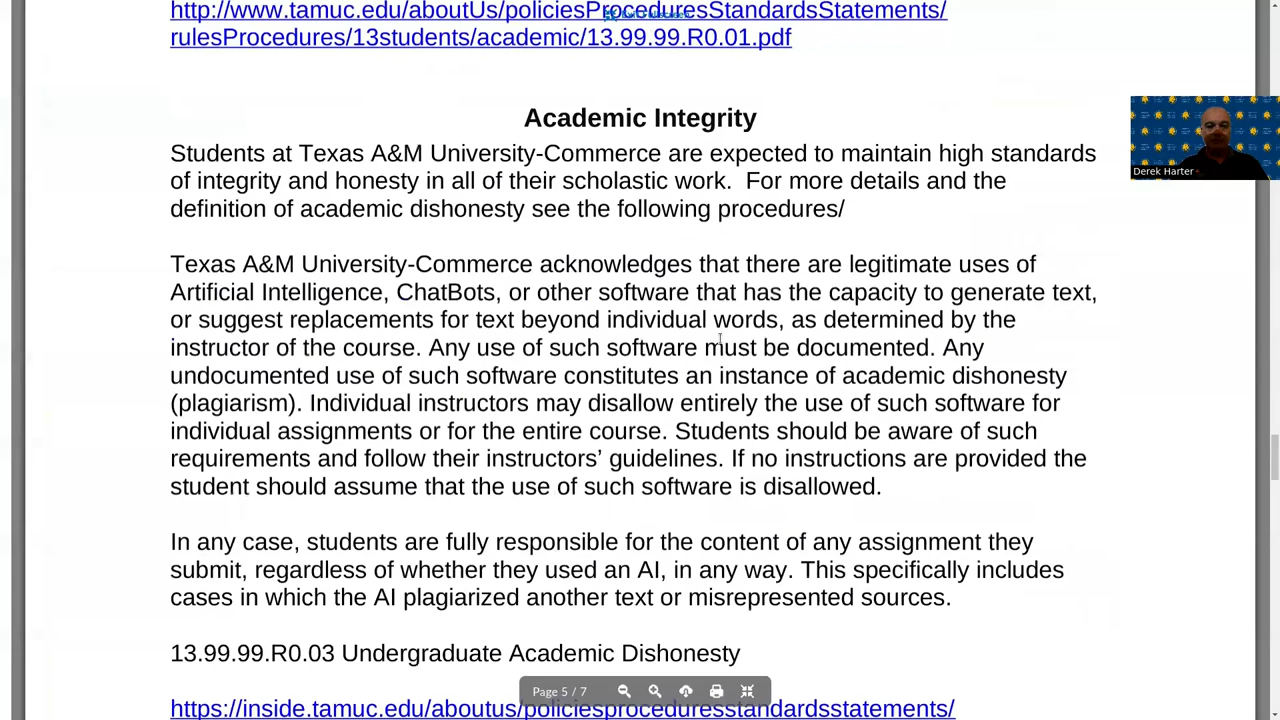 http://www.tamuc.edu/aboutUs/policiesProceduresStandardsStatements/
rulesProcedures/13students/academic/13.99.99.R0.01.pdf
Academic Integrity
Students at Texas A&M University-Commerce are expected to maintain high standards
of integrity and honesty in all of their scholastic work.  For more details and the
definition of academic dishonesty see the following procedures/
Derek Harter
Texas A&M University-Commerce acknowledges that there are legitimate uses of
Artificial Intelligence, ChatBots, or other software that has the capacity to generate text,
or suggest replacements for text beyond individual words, as determined by the
instructor of the course. Any use of such software must be documented. Any
undocumented use of such software constitutes an instance of academic dishonesty
(plagiarism). Individual instructors may disallow entirely the use of such software for
individual assignments or for the entire course. Students should be aware of such
requirements and follow their instructors’ guidelines. If no instructions are provided the
student should assume that the use of such software is disallowed.
In any case, students are fully responsible for the content of any assignment they
submit, regardless of whether they used an AI, in any way. This specifically includes
cases in which the AI plagiarized another text or misrepresented sources.
13.99.99.R0.03 Undergraduate Academic Dishonesty
Page 5 / 7
https://inside.tamuc.edu/aboutus/policiesproceduresstandardsstatements/